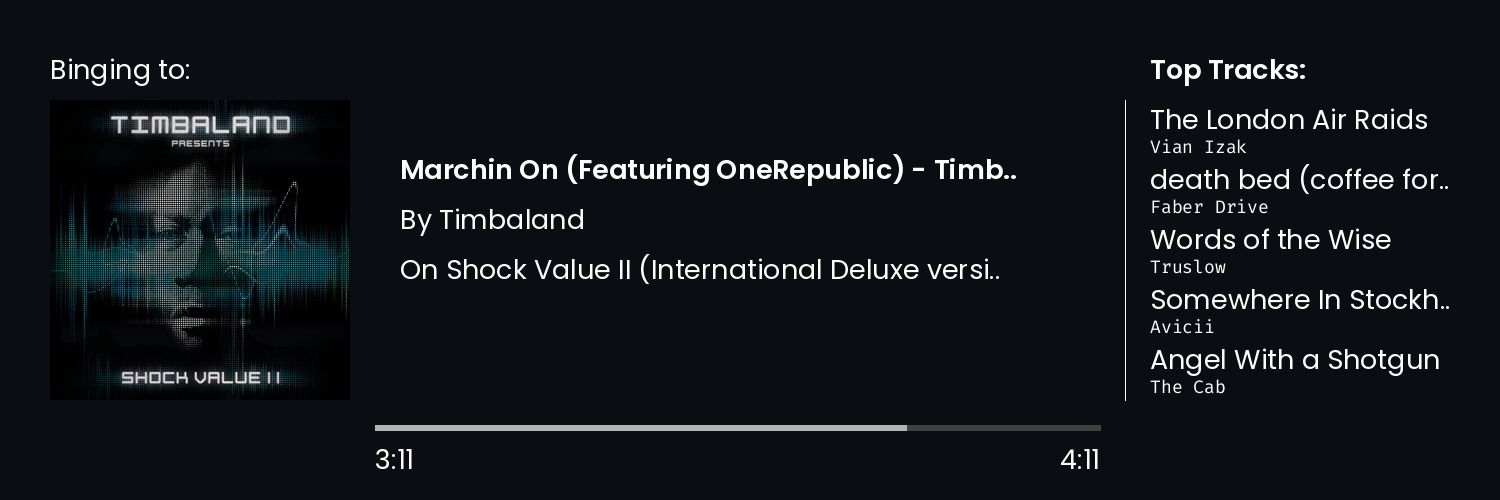 Binging to:
TIMBALAND
PRESENTS
SHOCK VALUE II
Marchin On (Featuring OneRepublic) - Timb..
By Timbaland
On Shock Value II (International Deluxe versi..
3:11
4:11
Top Tracks:
The London Air Raids
Vian Izak
death bed (coffee for..
Faber Drive
Words of the Wise
Truslow
Somewhere In Stockh..
Avicii
Angel With a Shotgun
The Cab